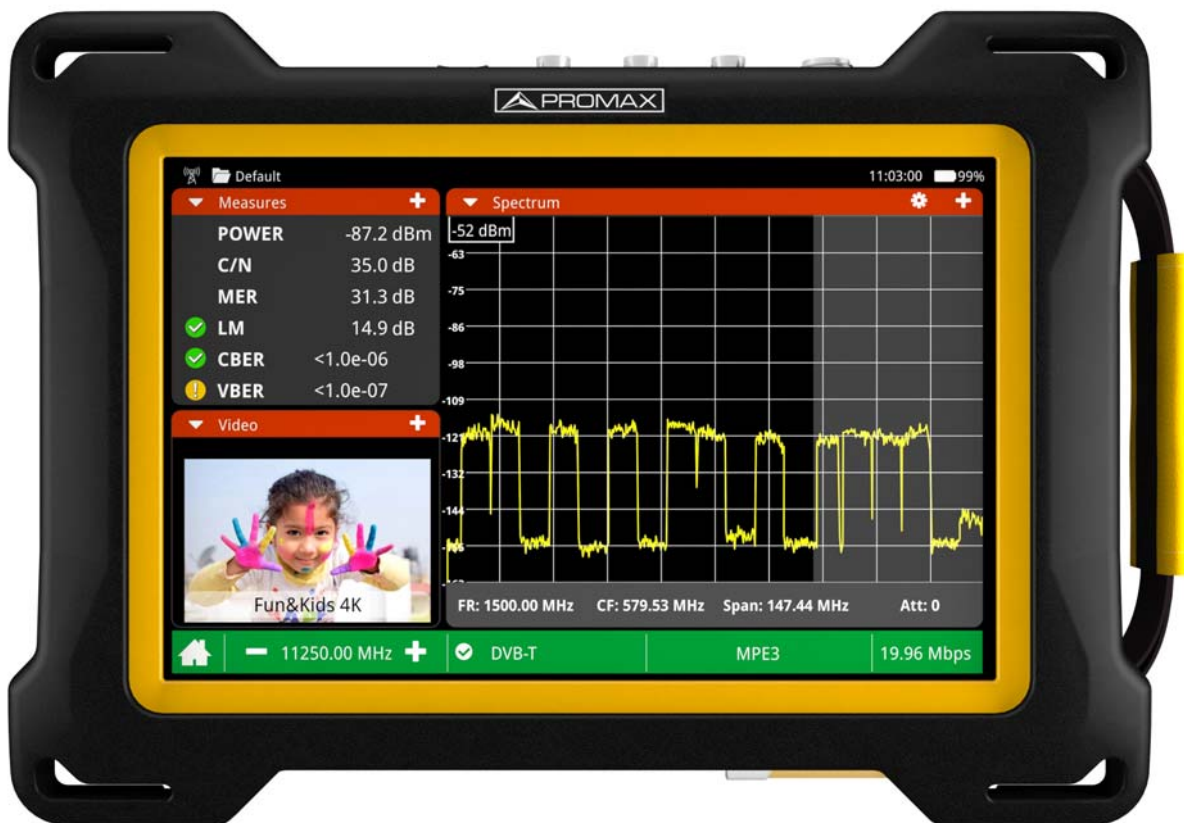 PROMAX
Default 11:03:00 99%
Measures
POWER -87.2 dBm
C/N 35.0 dB
MER 31.3 dB
LM 14.9 dB
CBER <1.0e-06
! VBER <1.0e-07
Video
Fun&Kids 4K
Spectrum
-52 dBm
-63
-75
-86
-98
-109
-132
-144
FR: 1500.00 MHz CF: 579.53 MHz Span: 147.44 MHz Att: 0
11250.00 MHz DVB-T MPE3 19.96 Mbps